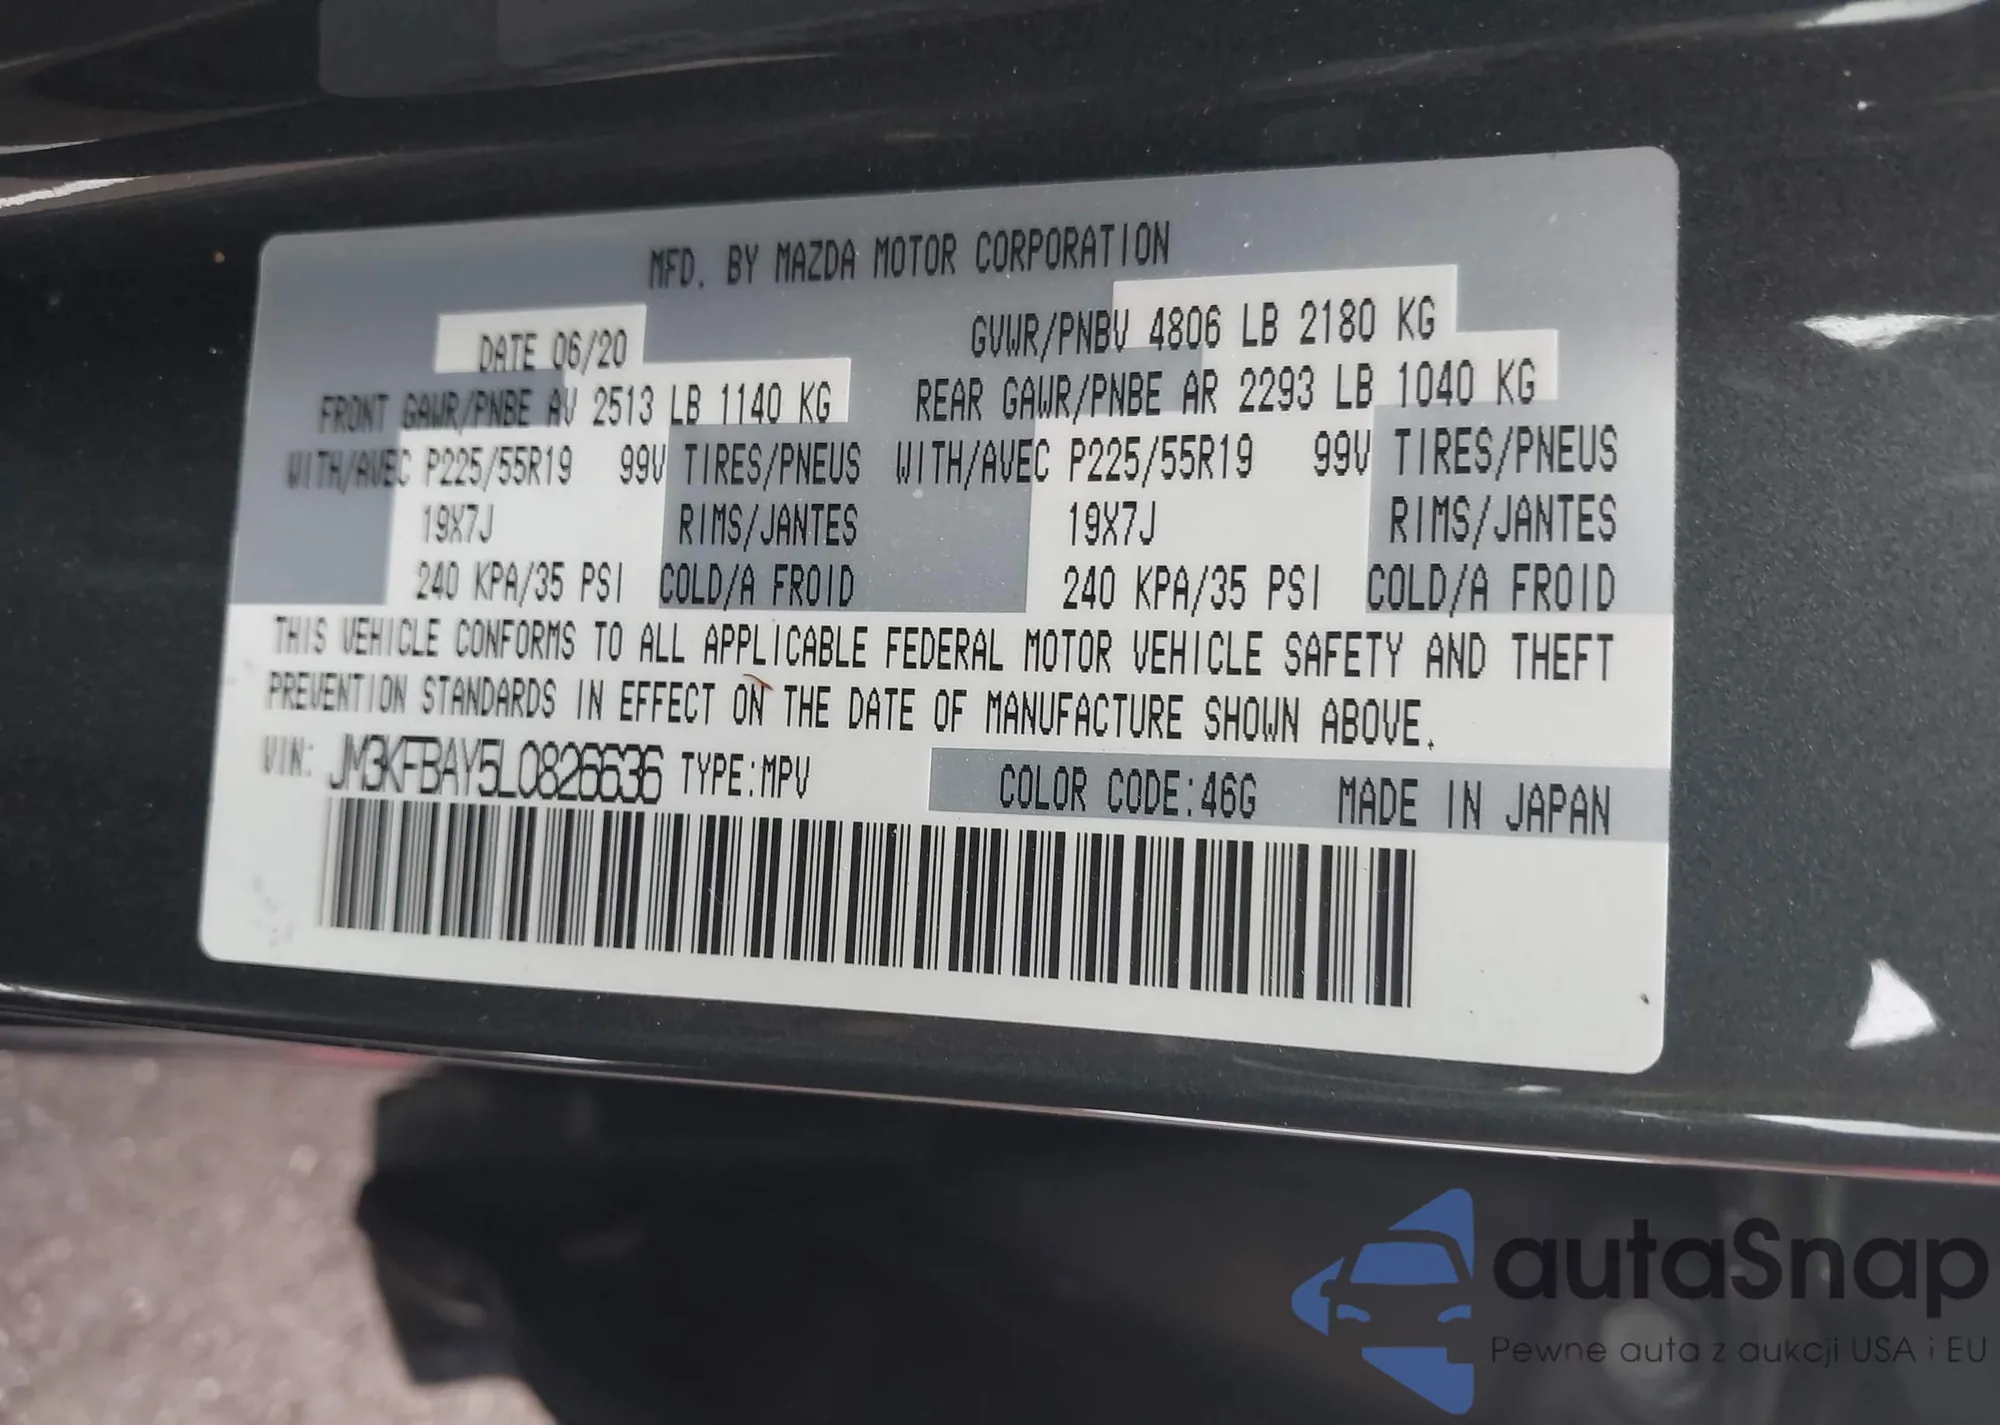 MFD. BY MAZDA MOTOR CORPORATION
DATE 06/20 GVWR/PNBV 4806 LB 2180 KG
FRONT GAWR/PNBE AV 2513 LB 1140 KG REAR GAWR/PNBE AR 2293 LB 1040 KG
WITH/AVEC P225/55R19 99V TIRES/PNEUS WITH/AVEC P225/55R19 99V TIRES/PNEUS
19X7J RIMS/JANTES 19X7J RIMS/JANTES
240 KPA/35 PSI COLD/A FROID 240 KPA/35 PSI COLD/A FROID
THIS VEHICLE CONFORMS TO ALL APPLICABLE FEDERAL MOTOR VEHICLE SAFETY AND THEFT
PREVENTION STANDARDS IN EFFECT ON THE DATE OF MANUFACTURE SHOWN ABOVE.
VIN: JM3KFBAY5L0826636 TYPE:MPV COLOR CODE:46G MADE IN JAPAN
autaSnap
Pewne auta z aukcji USA i EU